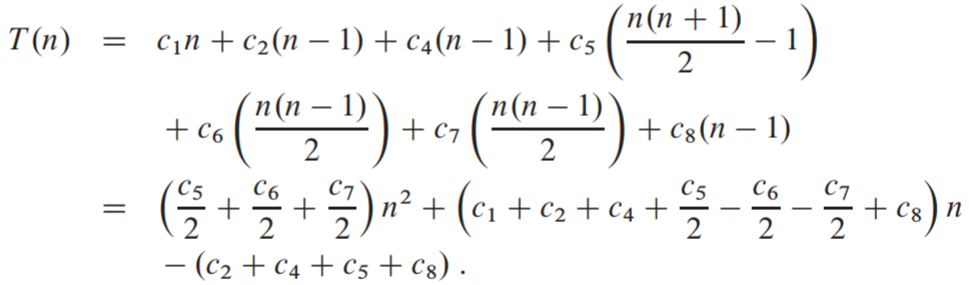 T(n) = c₁n + c₂(n − 1) + c₄(n − 1) + c₅(n(n + 1)/2 − 1)
+ c₆(n(n − 1)/2) + c₇(n(n − 1)/2) + c₈(n − 1)
= (c₅/2 + c₆/2 + c₇/2) n² + (c₁ + c₂ + c₄ + c₅/2 − c₆/2 − c₇/2 + c₈) n
− (c₂ + c₄ + c₅ + c₈) .